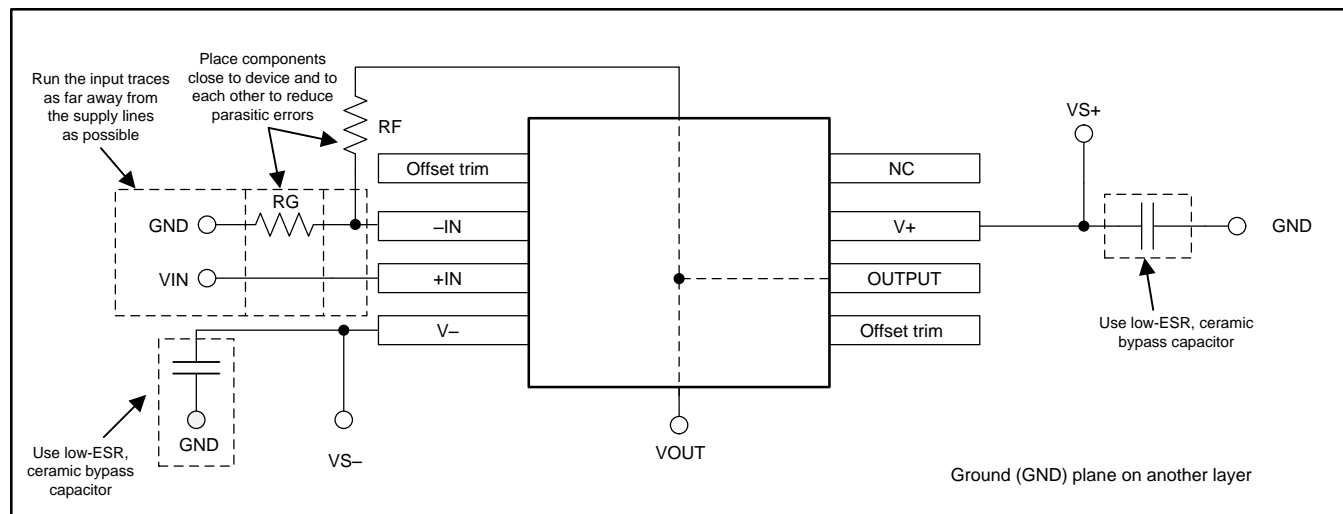 Run the input traces
as far away from
the supply lines
as possible
Place components
close to device and to
each other to reduce
parasitic errors
RF
VS+
Offset trim
NC
RG
GND
–IN
V+
GND
VIN
+IN
OUTPUT
V–
Offset trim
Use low-ESR, ceramic
bypass capacitor
GND
Use low-ESR,
ceramic bypass
capacitor
VS–
VOUT
Ground (GND) plane on another layer